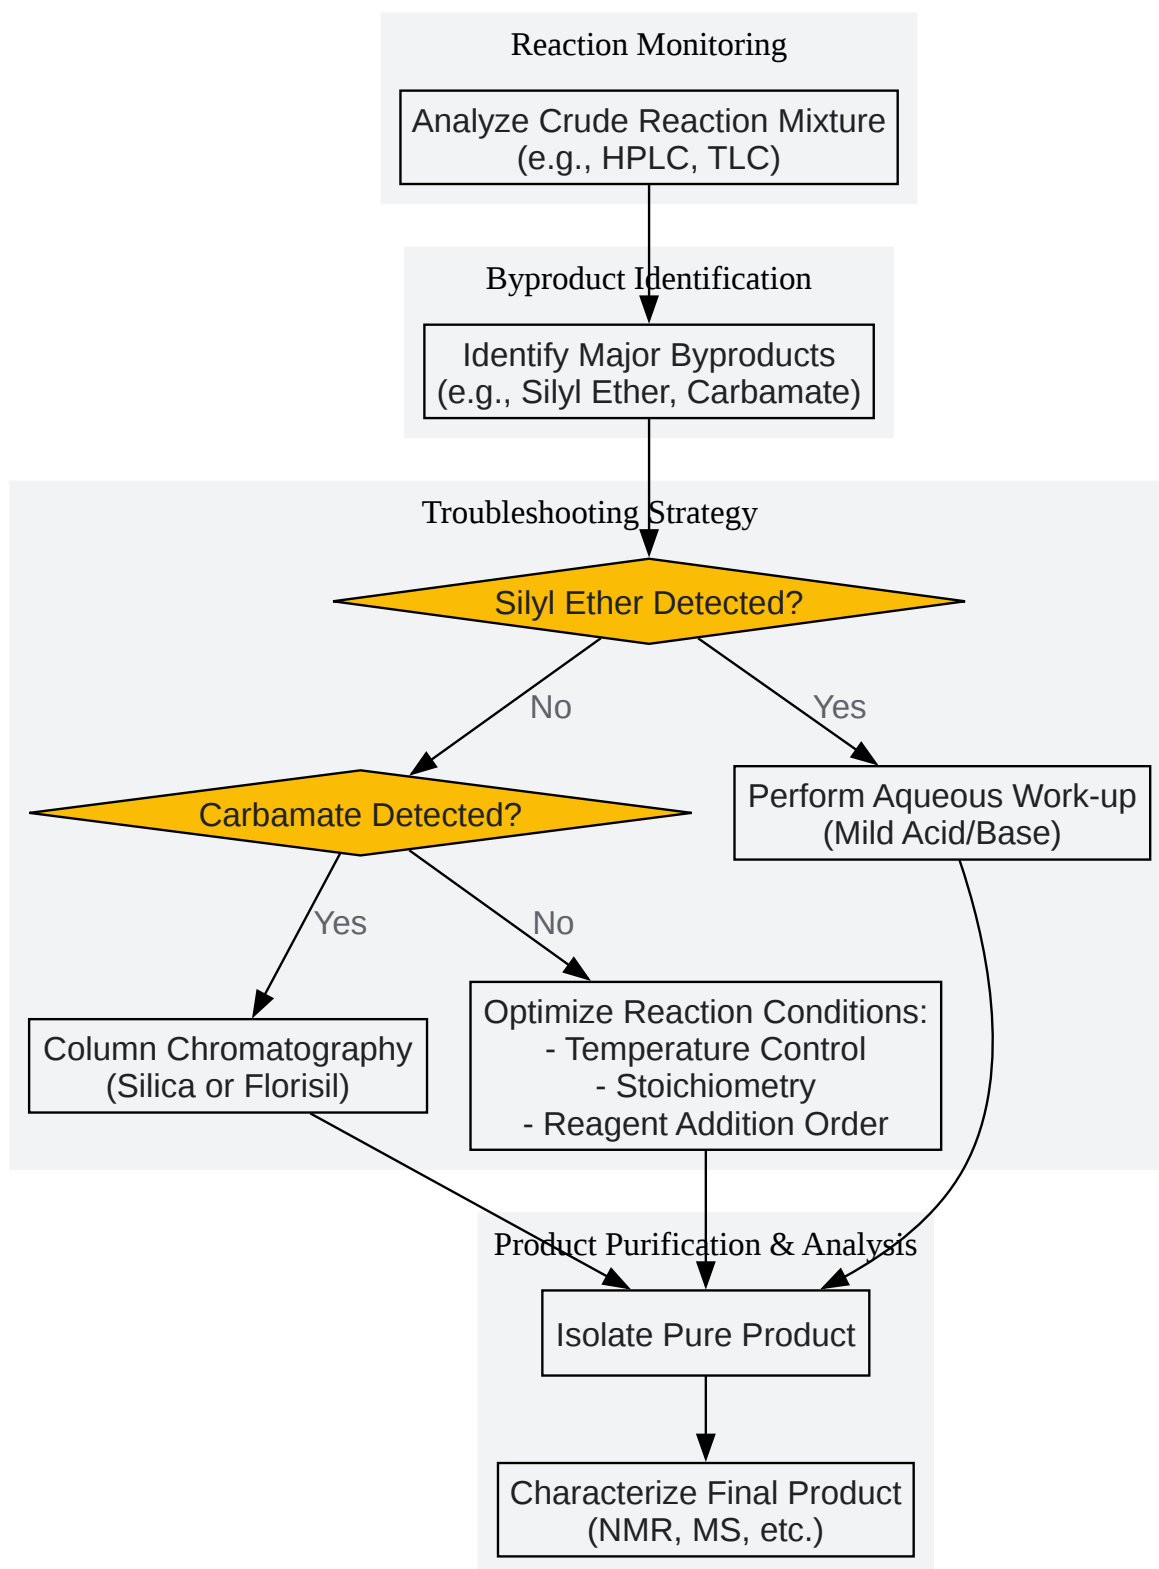 Reaction Monitoring
Analyze Crude Reaction Mixture
(e.g., HPLC, TLC)
Byproduct Identification
Identify Major Byproducts
(e.g., Silyl Ether, Carbamate)
Troubleshooting Strategy
Silyl Ether Detected?
No
Yes
Carbamate Detected?
Perform Aqueous Work-up
(Mild Acid/Base)
Yes
No
Column Chromatography
(Silica or Florisil)
Optimize Reaction Conditions:
- Temperature Control
- Stoichiometry
- Reagent Addition Order
Product Purification & Analysis
Isolate Pure Product
Characterize Final Product
(NMR, MS, etc.)